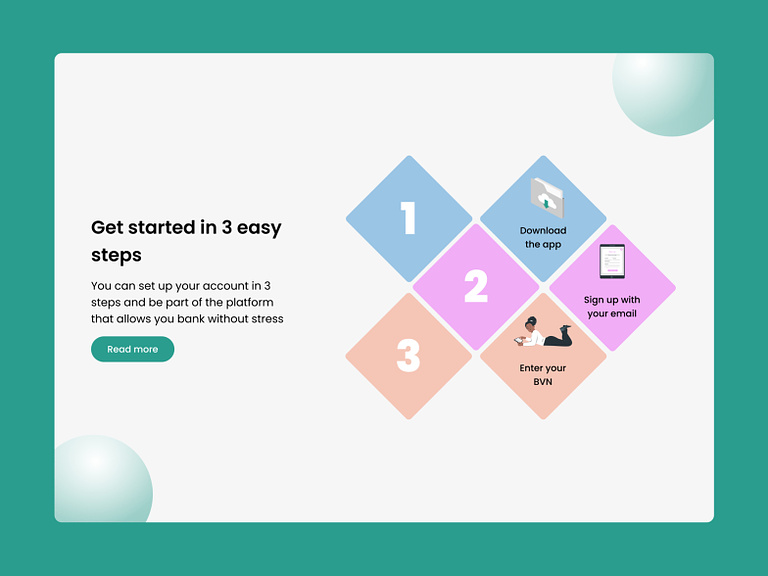 Get started in 3 easy
steps
You can set up your account in 3
steps and be part of the platform
that allows you bank without stress
Read more
1
Download
the app
2
Sign up with
your email
3
Enter your
BVN